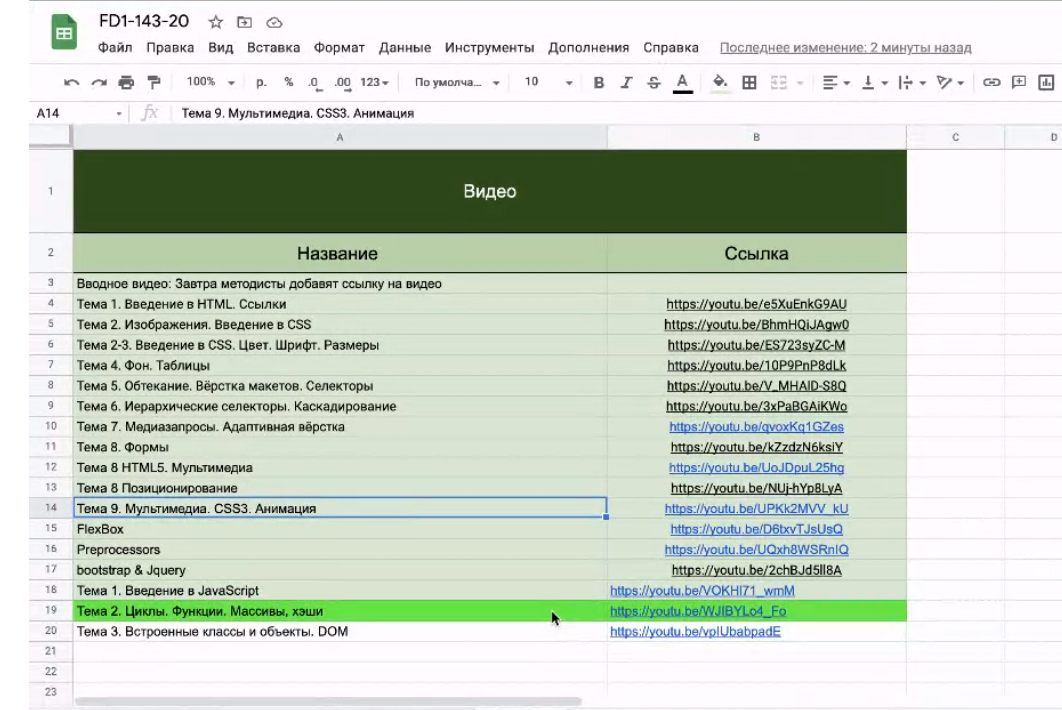 FD1-143-20
Файл Правка Вид Вставка Формат Данные Инструменты Дополнения Справка Последнее изменение: 2 минуты назад
100% р. % .0 .00 123 По умолча... 10 B I S A
A14 fx Тема 9. Мультимедиа. CSS3. Анимация
A B C D
1 Видео
2 Название Ссылка
3 Вводное видео: Завтра методисты добавят ссылку на видео
4 Тема 1. Введение в HTML. Ссылки https://youtu.be/e5XuEnkG9AU
5 Тема 2. Изображения. Введение в CSS https://youtu.be/BhmHQiJAgw0
6 Тема 2-3. Введение в CSS. Цвет. Шрифт. Размеры https://youtu.be/ES723syZC-M
7 Тема 4. Фон. Таблицы https://youtu.be/10P9PnP8dLk
8 Тема 5. Обтекание. Вёрстка макетов. Селекторы https://youtu.be/V_MHAlD-S8Q
9 Тема 6. Иерархические селекторы. Каскадирование https://youtu.be/3xPaBGAiKWo
10 Тема 7. Медиазапросы. Адаптивная вёрстка https://youtu.be/qvoxKq1GZes
11 Тема 8. Формы https://youtu.be/kZzdzN6ksiY
12 Тема 8 HTML5. Мультимедиа https://youtu.be/UoJDpuL25hg
13 Тема 8 Позиционирование https://youtu.be/NUj-hYp8LyA
14 Тема 9. Мультимедиа. CSS3. Анимация https://youtu.be/UPKk2MVV_kU
15 FlexBox https://youtu.be/D6txvTJsUsQ
16 Preprocessors https://youtu.be/UQxh8WSRnIQ
17 bootstrap & Jquery https://youtu.be/2chBJd5ll8A
18 Тема 1. Введение в JavaScript https://youtu.be/VOKHl71_wmM
19 Тема 2. Циклы. Функции. Массивы, хэши https://youtu.be/WJIBYLo4_Fo
20 Тема 3. Встроенные классы и объекты. DOM https://youtu.be/vplUbabpadE
21
22
23